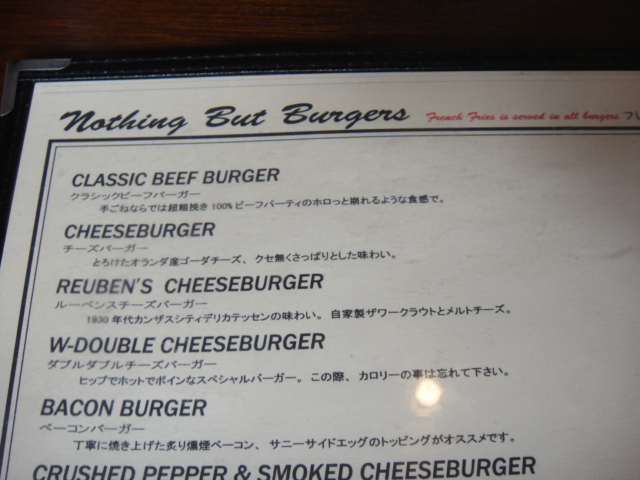 Nothing But Burgers French Fries is served in all burgers フレ
CLASSIC BEEF BURGER
クラシックビーフバーガー
手ごねならでは超粗挽き100%ビーフパーティのホロっと崩れるような食感で。
CHEESEBURGER
チーズバーガー
とろけたオランダ産ゴーダチーズ、クセ無くさっぱりとした味わい。
REUBEN'S CHEESEBURGER
ルーベンスチーズバーガー
1930年代カンザスシティデリカテッセンの味わい。自家製ザワークラウトとメルトチーズ。
W-DOUBLE CHEESEBURGER
ダブルダブルチーズバーガー
ヒップでホットでボインなスペシャルバーガー。この際、カロリーの事は忘れて下さい。
BACON BURGER
ベーコンバーガー
丁寧に焼き上げた炙り燻煙ベーコン、サニーサイドエッグのトッピングがオススメです。
CRUSHED PEPPER & SMOKED CHEESEBURGER